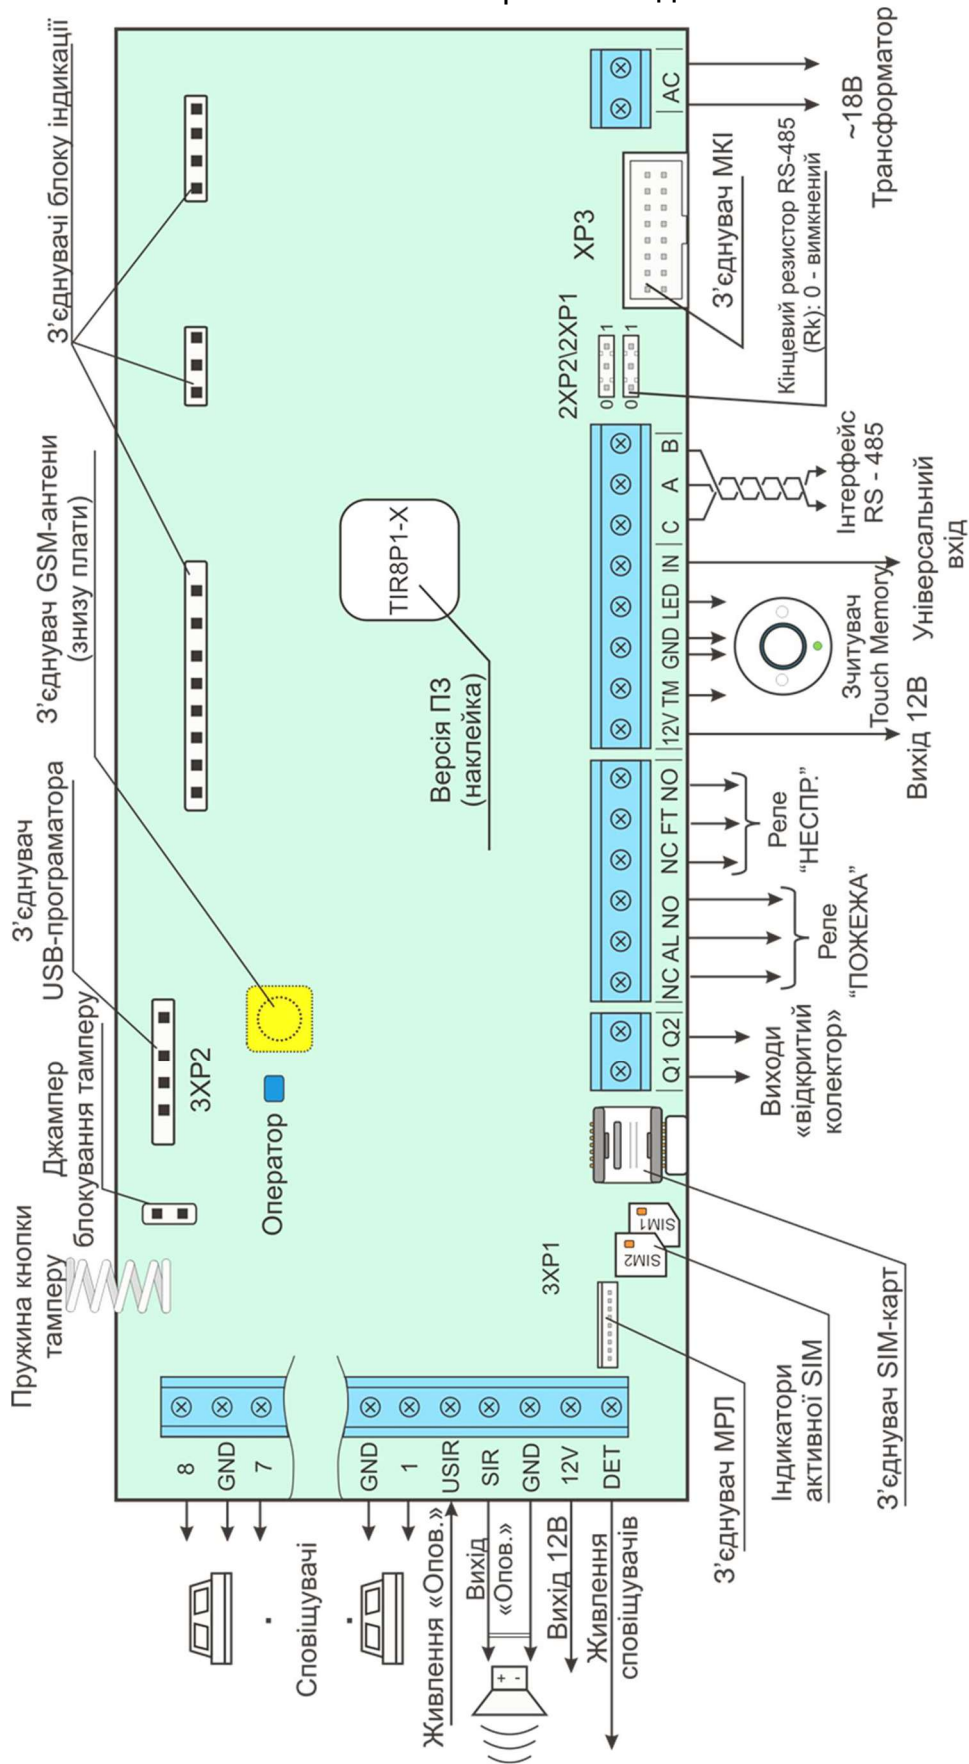 З’єднувачі блоку індикації
З’єднувач GSM-антени
(знизу плати)
З’єднувач
USB-програматора
Джампер
блокування тамперу
Пружина кнопки
тамперу
3XP2
Оператор
TIR8P1-X
Версія ПЗ
(наклейка)
8
GND
7
GND
1
USIR
SIR
GND
12V
DET
Сповіщувачі
Живлення «Опов.»
Вихід
«Опов.»
+ -
Вихід 12В
Живлення
сповіщувачів
3XP1
SIM2
SIM1
З’єднувач МРЛ
Індикатори
активної SIM
З’єднувач SIM-карт
Q1 Q2
Виходи
«відкритий
колектор»
NC AL NO
Реле
“ПОЖЕЖА”
NC FT NO
Реле
“НЕСПР.”
12V TM GND LED IN
Вихід 12В
Зчитувач
Touch Memory
Універсальний
вхід
C A B
Інтерфейс
RS - 485
2XP2\2XP1
0 1
0 1
Кінцевий резистор RS-485
(Rk): 0 - вимкнений
XP3
З’єднувач МКІ
AC
~18В
Трансформатор